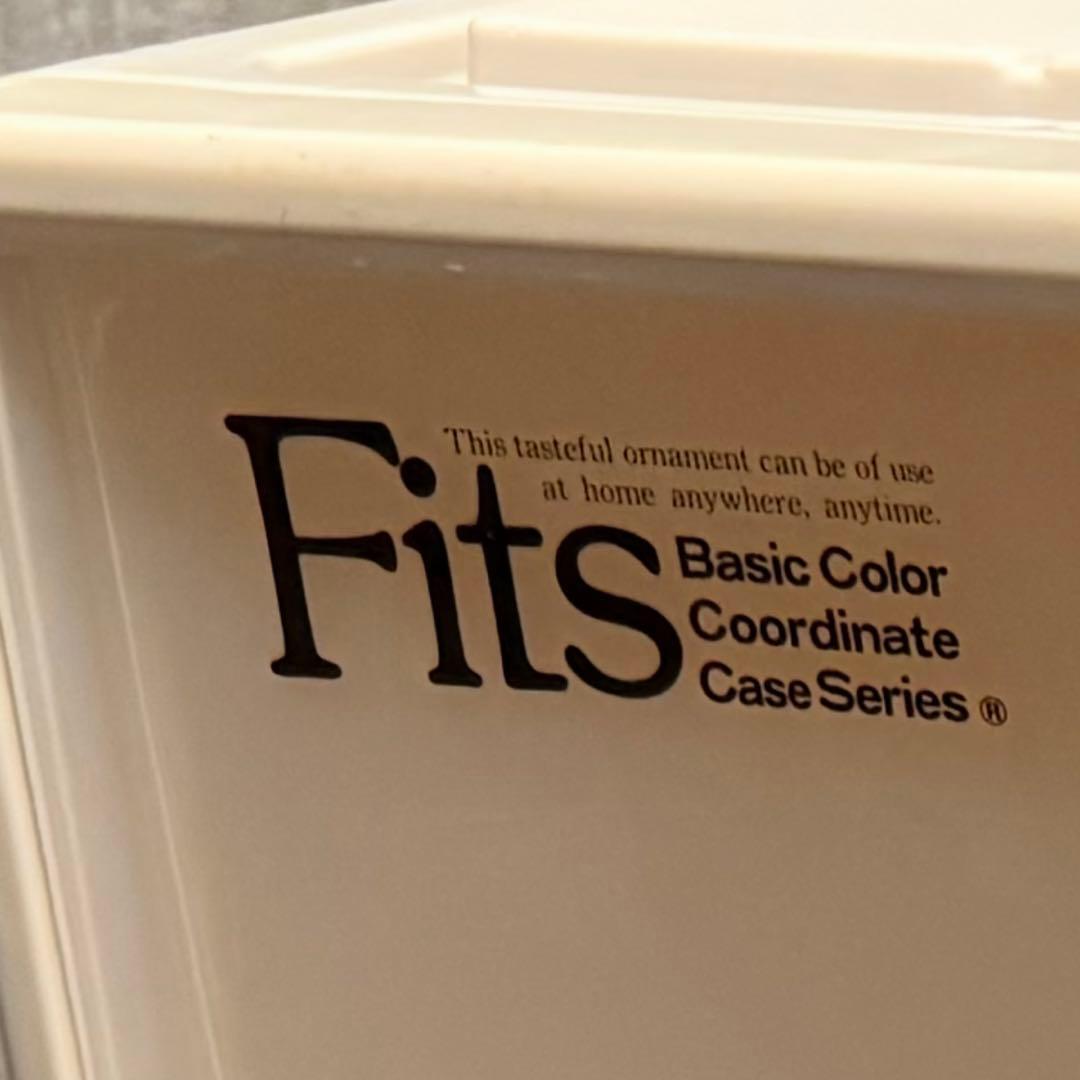 This tasteful ornament can be of use
at home anywhere, anytime.
Fits
Basic Color
Coordinate
Case Series ®